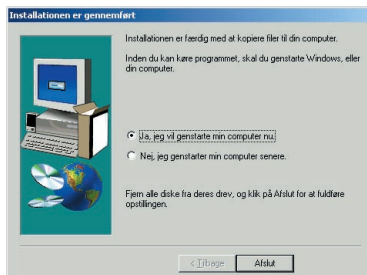 Installationen er gennemført
Installationen er færdig med at kopiere filer til din computer.
Inden du kan køre programmet, skal du genstarte Windows, eller
din computer.
Ja, jeg vil genstarte min computer nu.
Nej, jeg genstarter min computer senere.
Fjern alle diske fra deres drev, og klik på Afslut for at fuldføre
opstillingen.
< Tilbage Afslut